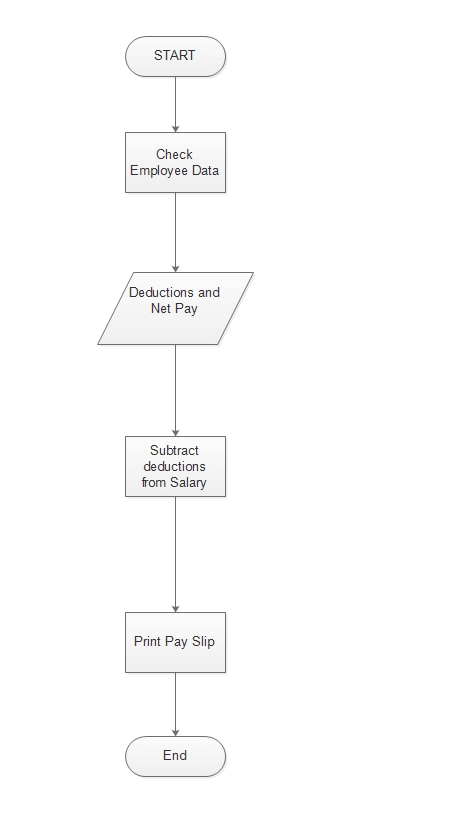 START
Check
Employee Data
Deductions and
Net Pay
Subtract
deductions
from Salary
Print Pay Slip
End